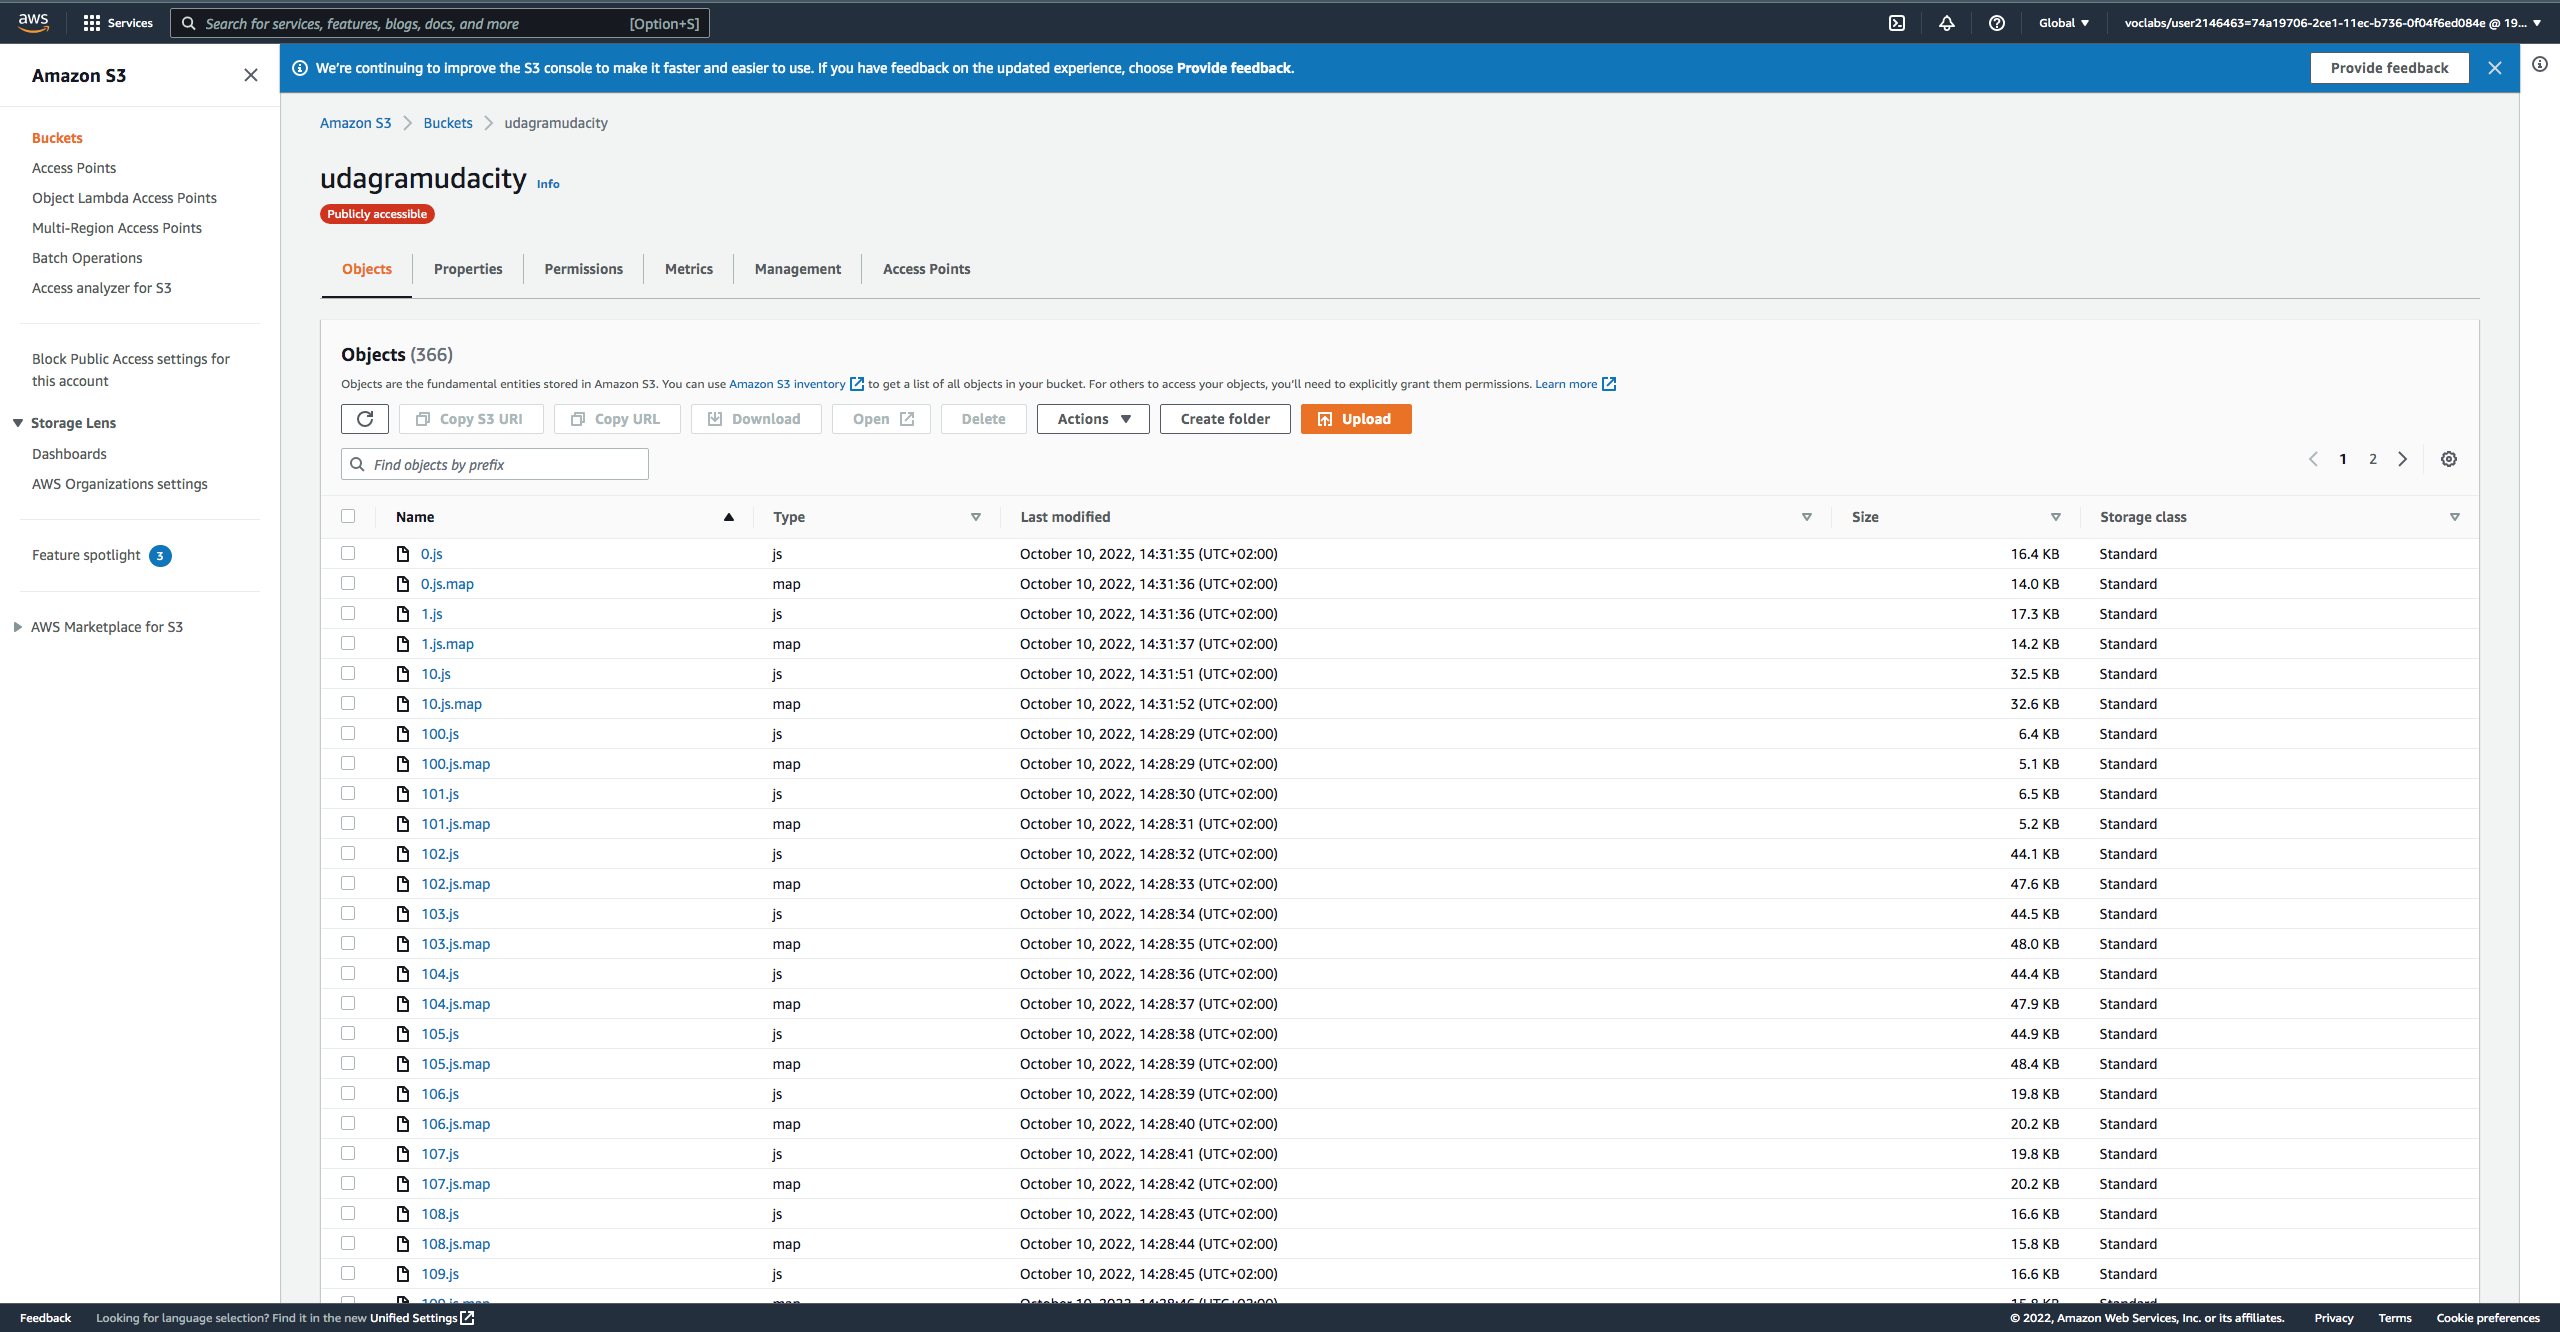 aws Services Search for services, features, blogs, docs, and more [Option+S] Global voclabs/user2146463=74a19706-2ce1-11ec-b736-0f04f6ed084e @ 19...
Amazon S3
We're continuing to improve the S3 console to make it faster and easier to use. If you have feedback on the updated experience, choose Provide feedback. Provide feedback
Buckets
Access Points
Object Lambda Access Points
Multi-Region Access Points
Batch Operations
Access analyzer for S3
Block Public Access settings for
this account
Storage Lens
Dashboards
AWS Organizations settings
Feature spotlight 3
AWS Marketplace for S3
Amazon S3 Buckets udagramudacity
udagramudacity Info
Publicly accessible
Objects Properties Permissions Metrics Management Access Points
Objects (366)
Objects are the fundamental entities stored in Amazon S3. You can use Amazon S3 inventory to get a list of all objects in your bucket. For others to access your objects, you'll need to explicitly grant them permissions. Learn more
Copy S3 URI Copy URL Download Open Delete Actions Create folder Upload
Find objects by prefix 1 2
Name Type Last modified Size Storage class
0.js js October 10, 2022, 14:31:35 (UTC+02:00) 16.4 KB Standard
0.js.map map October 10, 2022, 14:31:36 (UTC+02:00) 14.0 KB Standard
1.js js October 10, 2022, 14:31:36 (UTC+02:00) 17.3 KB Standard
1.js.map map October 10, 2022, 14:31:37 (UTC+02:00) 14.2 KB Standard
10.js js October 10, 2022, 14:31:51 (UTC+02:00) 32.5 KB Standard
10.js.map map October 10, 2022, 14:31:52 (UTC+02:00) 32.6 KB Standard
100.js js October 10, 2022, 14:28:29 (UTC+02:00) 6.4 KB Standard
100.js.map map October 10, 2022, 14:28:29 (UTC+02:00) 5.1 KB Standard
101.js js October 10, 2022, 14:28:30 (UTC+02:00) 6.5 KB Standard
101.js.map map October 10, 2022, 14:28:31 (UTC+02:00) 5.2 KB Standard
102.js js October 10, 2022, 14:28:32 (UTC+02:00) 44.1 KB Standard
102.js.map map October 10, 2022, 14:28:33 (UTC+02:00) 47.6 KB Standard
103.js js October 10, 2022, 14:28:34 (UTC+02:00) 44.5 KB Standard
103.js.map map October 10, 2022, 14:28:35 (UTC+02:00) 48.0 KB Standard
104.js js October 10, 2022, 14:28:36 (UTC+02:00) 44.4 KB Standard
104.js.map map October 10, 2022, 14:28:37 (UTC+02:00) 47.9 KB Standard
105.js js October 10, 2022, 14:28:38 (UTC+02:00) 44.9 KB Standard
105.js.map map October 10, 2022, 14:28:39 (UTC+02:00) 48.4 KB Standard
106.js js October 10, 2022, 14:28:39 (UTC+02:00) 19.8 KB Standard
106.js.map map October 10, 2022, 14:28:40 (UTC+02:00) 20.2 KB Standard
107.js js October 10, 2022, 14:28:41 (UTC+02:00) 19.8 KB Standard
107.js.map map October 10, 2022, 14:28:42 (UTC+02:00) 20.2 KB Standard
108.js js October 10, 2022, 14:28:43 (UTC+02:00) 16.6 KB Standard
108.js.map map October 10, 2022, 14:28:44 (UTC+02:00) 15.8 KB Standard
109.js js October 10, 2022, 14:28:45 (UTC+02:00) 16.6 KB Standard
Feedback Looking for language selection? Find it in the new Unified Settings © 2022, Amazon Web Services, Inc. or its affiliates. Privacy Terms Cookie preferences